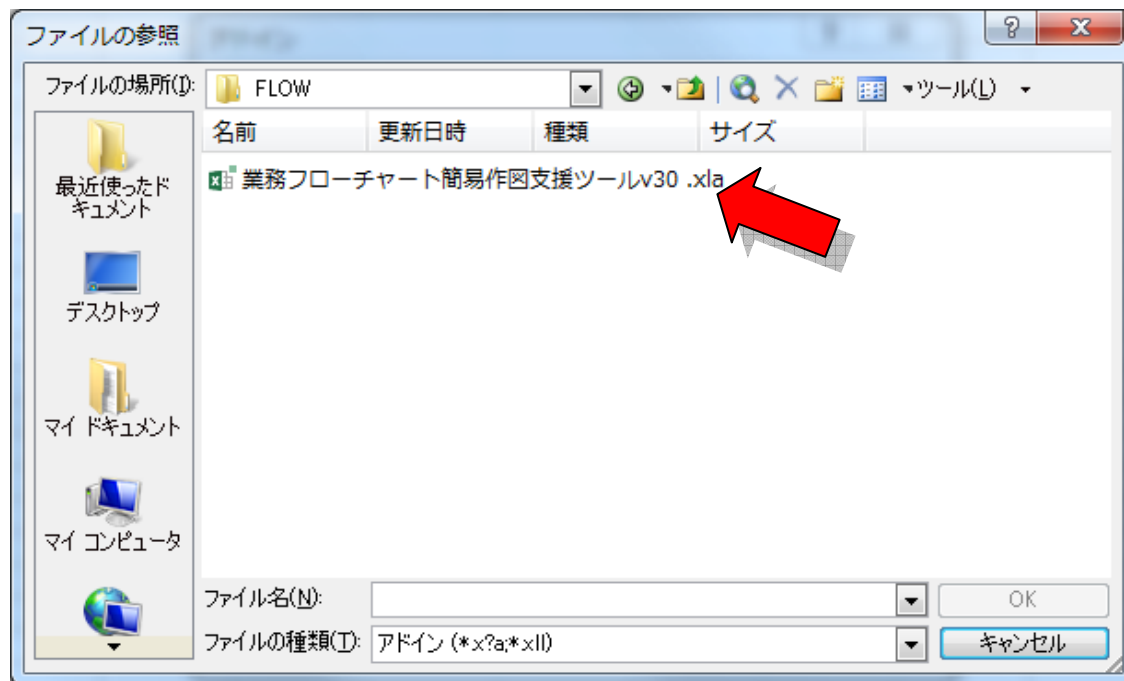 ファイルの参照
ファイルの場所(I):
FLOW
ツール(L)
名前 更新日時 種類 サイズ
業務フローチャート簡易作図支援ツールv30 .xla
最近使ったド
キュメント
デスクトップ
マイ ドキュメント
マイ コンピュータ
ファイル名(N):
OK
ファイルの種類(T):
アドイン (*.x?a;*.xll)
キャンセル